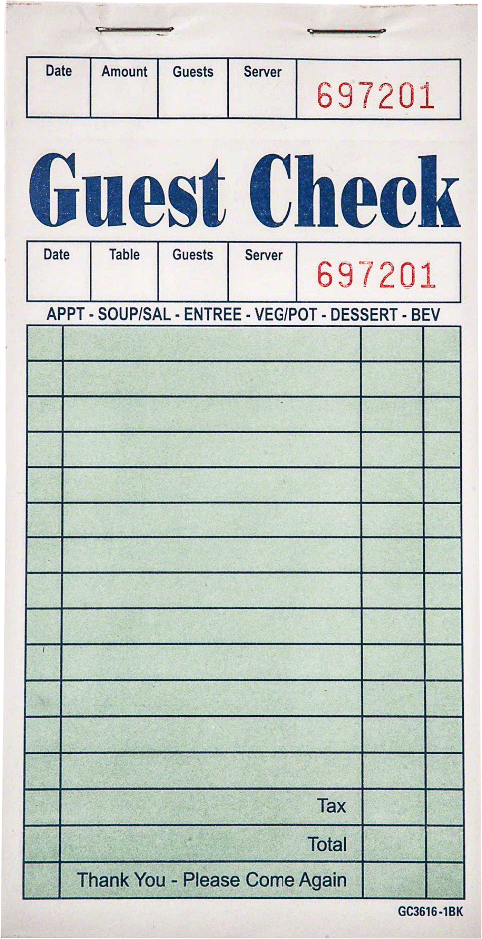 Date Amount Guests Server 697201
Guest Check
Date Table Guests Server 697201
APPT - SOUP/SAL - ENTREE - VEG/POT - DESSERT - BEV
Tax
Total
Thank You - Please Come Again
GC3616-1BK